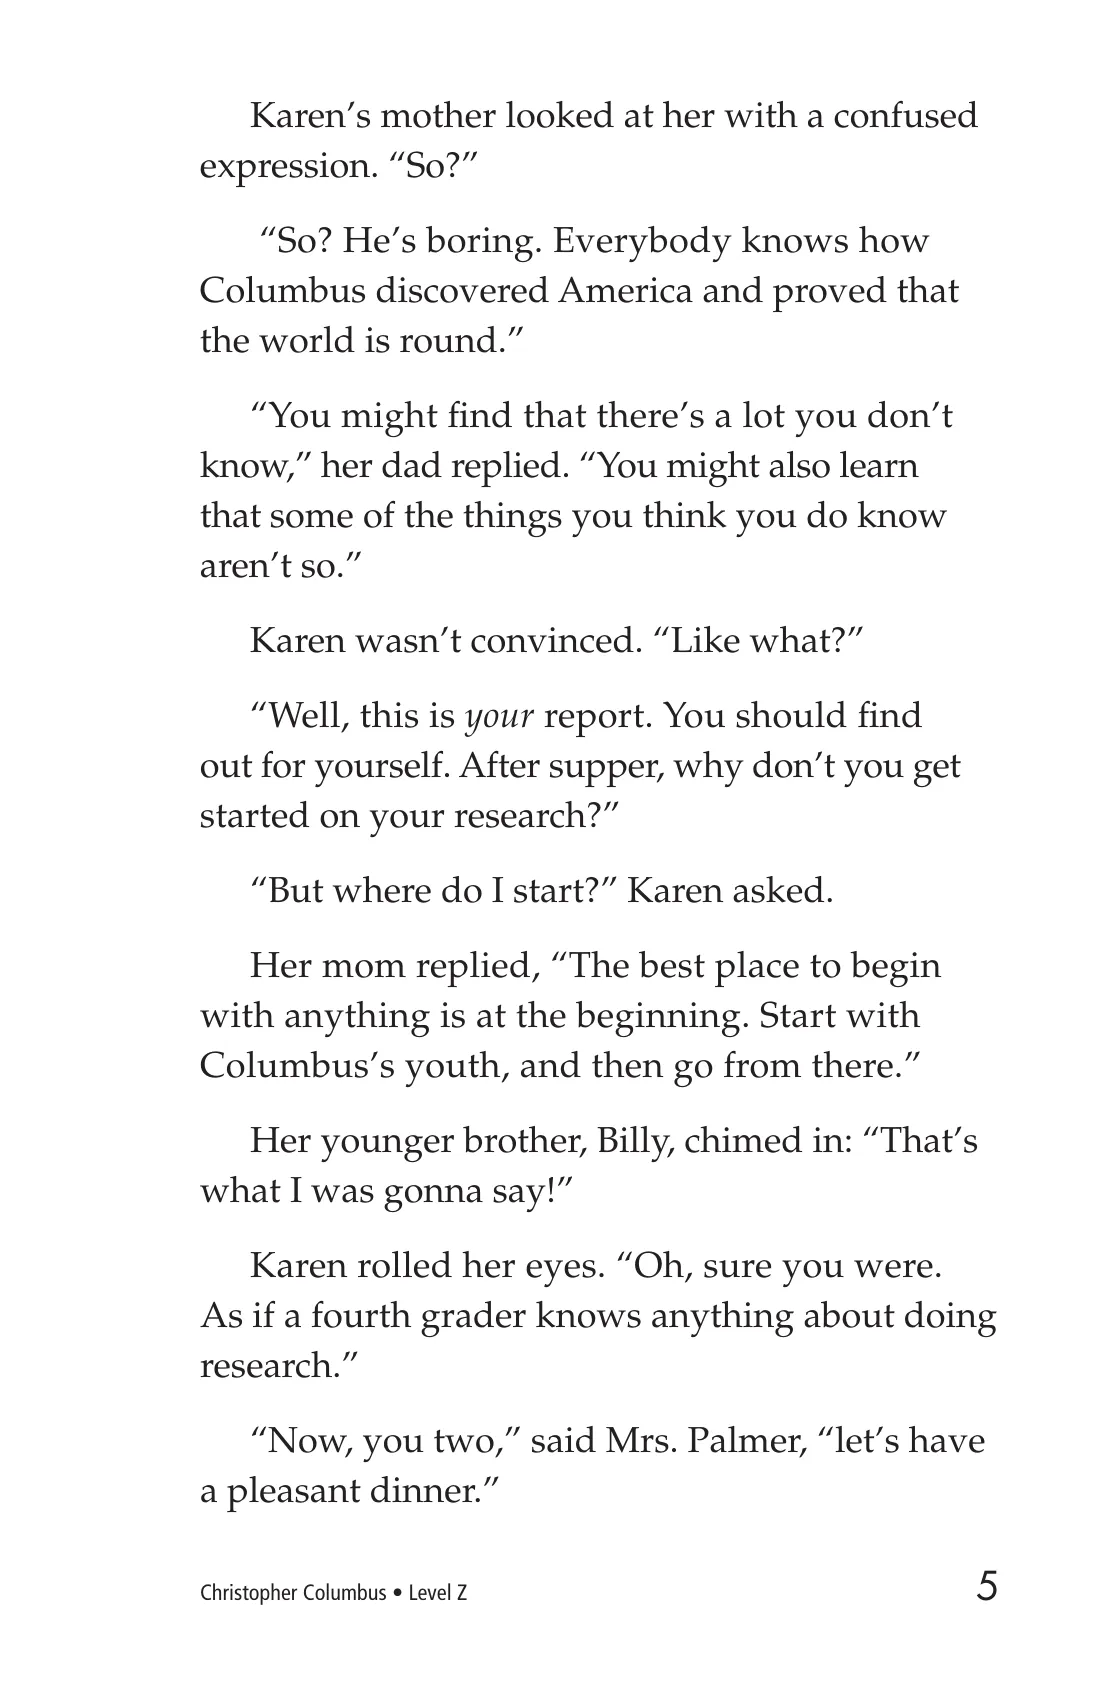 Karen’s mother looked at her with a confused
expression. “So?”
“So? He’s boring. Everybody knows how
Columbus discovered America and proved that
the world is round.”
“You might find that there’s a lot you don’t
know,” her dad replied. “You might also learn
that some of the things you think you do know
aren’t so.”
Karen wasn’t convinced. “Like what?”
“Well, this is your report. You should find
out for yourself. After supper, why don’t you get
started on your research?”
“But where do I start?” Karen asked.
Her mom replied, “The best place to begin
with anything is at the beginning. Start with
Columbus’s youth, and then go from there.”
Her younger brother, Billy, chimed in: “That’s
what I was gonna say!”
Karen rolled her eyes. “Oh, sure you were.
As if a fourth grader knows anything about doing
research.”
“Now, you two,” said Mrs. Palmer, “let’s have
a pleasant dinner.”
Christopher Columbus • Level Z 5